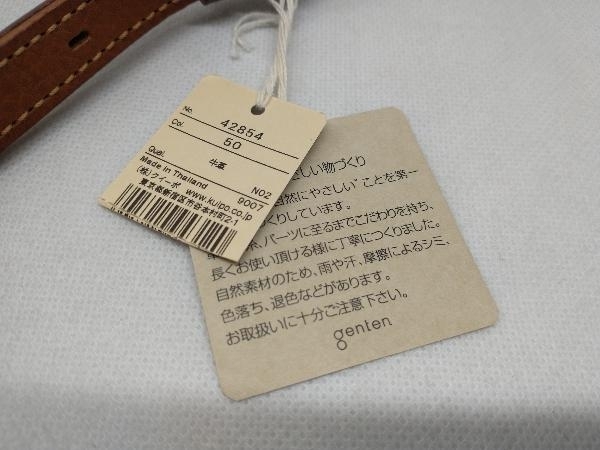 No. 42854
Col. 50
Qual. 牛革
Made in Thailand N02
(株)クイーポ www.kuipo.co.jp 9007
東京都新宿区市谷本村町2,1
さしい物づくり
自然にやさしい"ことを第一
くりしています。
糸、パーツに至るまでこだわりを持ち、
長くお使い頂ける様に丁寧につくりました。
自然素材のため、雨や汗、摩擦によるシミ、
色落ち、退色などがあります。
お取扱いに十分ご注意下さい。
genten